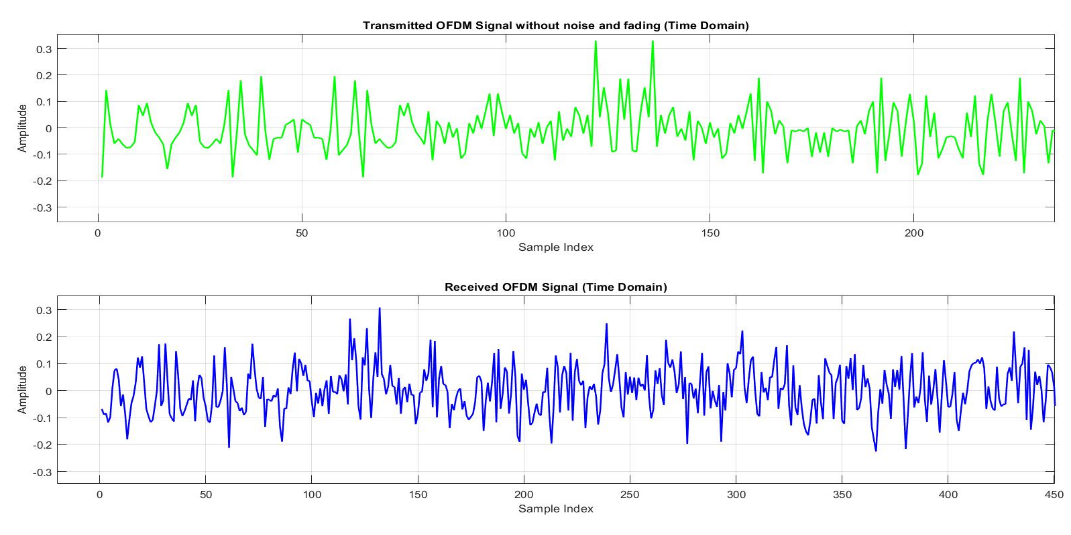 Transmitted OFDM Signal without noise and fading (Time Domain)
Amplitude
0.3
0.2
0.1
0
-0.1
-0.2
-0.3
0 50 100 150 200
Sample Index
Received OFDM Signal (Time Domain)
Amplitude
0.3
0.2
0.1
0
-0.1
-0.2
-0.3
0 50 100 150 200 250 300 350 400 450
Sample Index